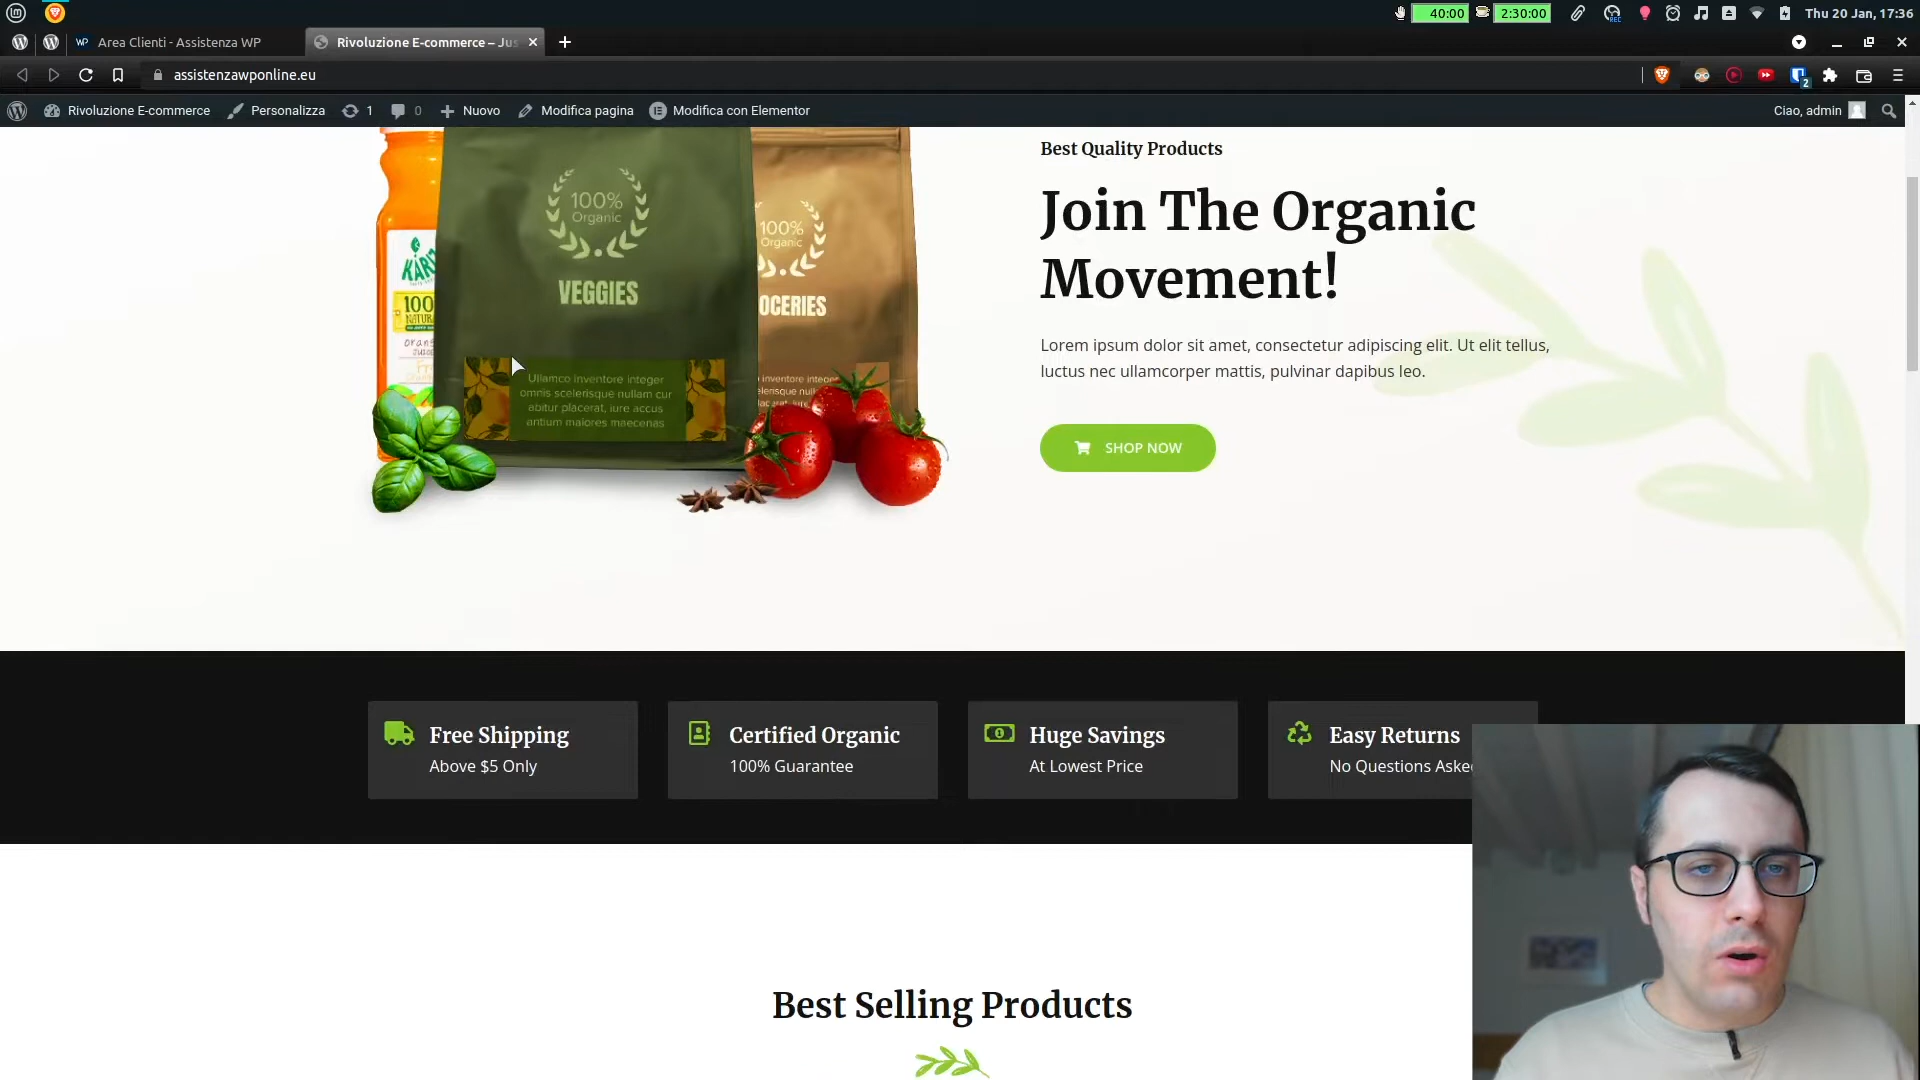 40:00
2:30:00
REC
Thu 20 Jan, 17:36
WP Area Clienti - Assistenza WP
Rivoluzione E-commerce – Jus
assistenzawponline.eu
2
Rivoluzione E-commerce
Personalizza
1
0
Nuovo
Modifica pagina
Modifica con Elementor
Ciao, admin
100%
Organic
VEGGIES
Ullamco inventore integer
omnis scelerisque nullam cur
abitur placerat, iure accus
antium maiores maecenas
100%
Organic
OCERIES
100
Best Quality Products
Join The Organic
Movement!
Lorem ipsum dolor sit amet, consectetur adipiscing elit. Ut elit tellus,
luctus nec ullamcorper mattis, pulvinar dapibus leo.
SHOP NOW
Free Shipping
Above $5 Only
Certified Organic
100% Guarantee
Huge Savings
At Lowest Price
Easy Returns
No Questions Aske
Best Selling Products